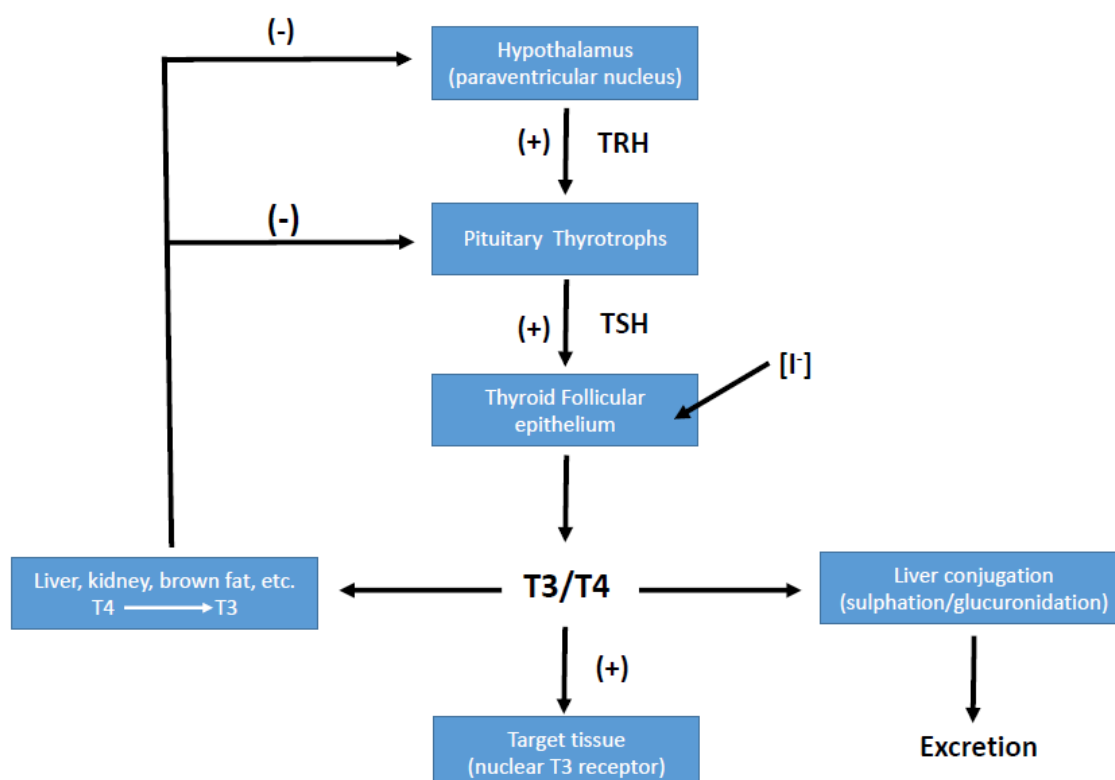 (-)
Hypothalamus
(paraventricular nucleus)
(+) TRH
(-)
Pituitary Thyrotrophs
(+) TSH
[I-]
Thyroid Follicular
epithelium
Liver, kidney, brown fat, etc.
T4 T3
T3/T4
Liver conjugation
(sulphation/glucuronidation)
(+)
Target tissue
(nuclear T3 receptor)
Excretion